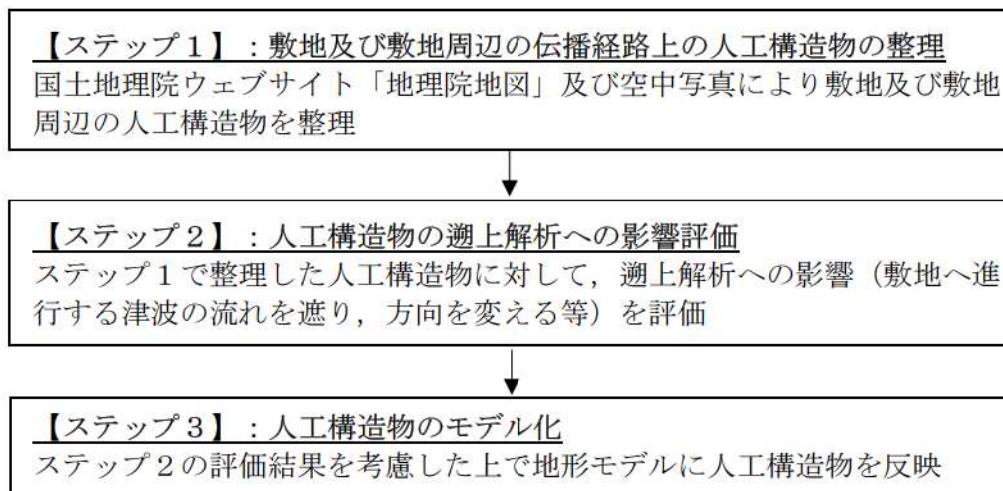 【ステップ１】：敷地及び敷地周辺の伝播経路上の人工構造物の整理
国土地理院ウェブサイト「地理院地図」及び空中写真により敷地及び敷地
周辺の人工構造物を整理
【ステップ２】：人工構造物の遡上解析への影響評価
ステップ１で整理した人工構造物に対して，遡上解析への影響（敷地へ進
行する津波の流れを遮り，方向を変える等）を評価
【ステップ３】：人工構造物のモデル化
ステップ２の評価結果を考慮した上で地形モデルに人工構造物を反映